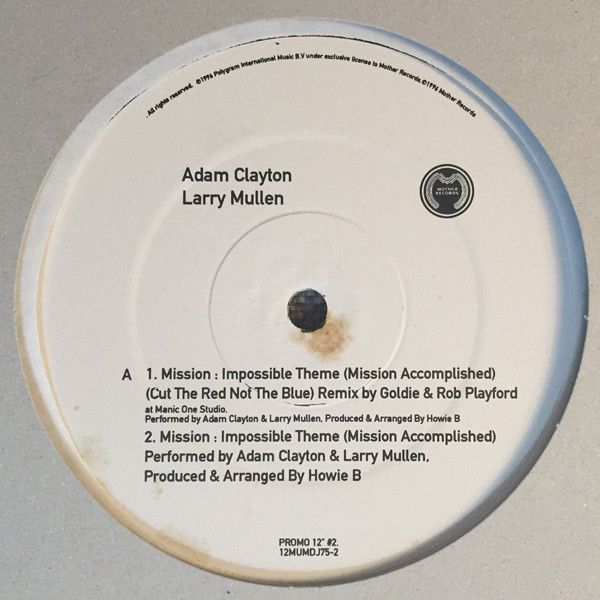 All rights reserved. ℗1996 Polygram International Music B.V under exclusive license to Mother Records.©1996 Mother Records
Adam Clayton
Larry Mullen
MOTHER
RECORDS
A 1. Mission : Impossible Theme (Mission Accomplished)
(Cut The Red Not The Blue) Remix by Goldie & Rob Playford
at Manic One Studio.
Performed by Adam Clayton & Larry Mullen, Produced & Arranged By Howie B
2. Mission : Impossible Theme (Mission Accomplished)
Performed by Adam Clayton & Larry Mullen,
Produced & Arranged By Howie B
PROMO 12" #2.
12MUMDJ75-2